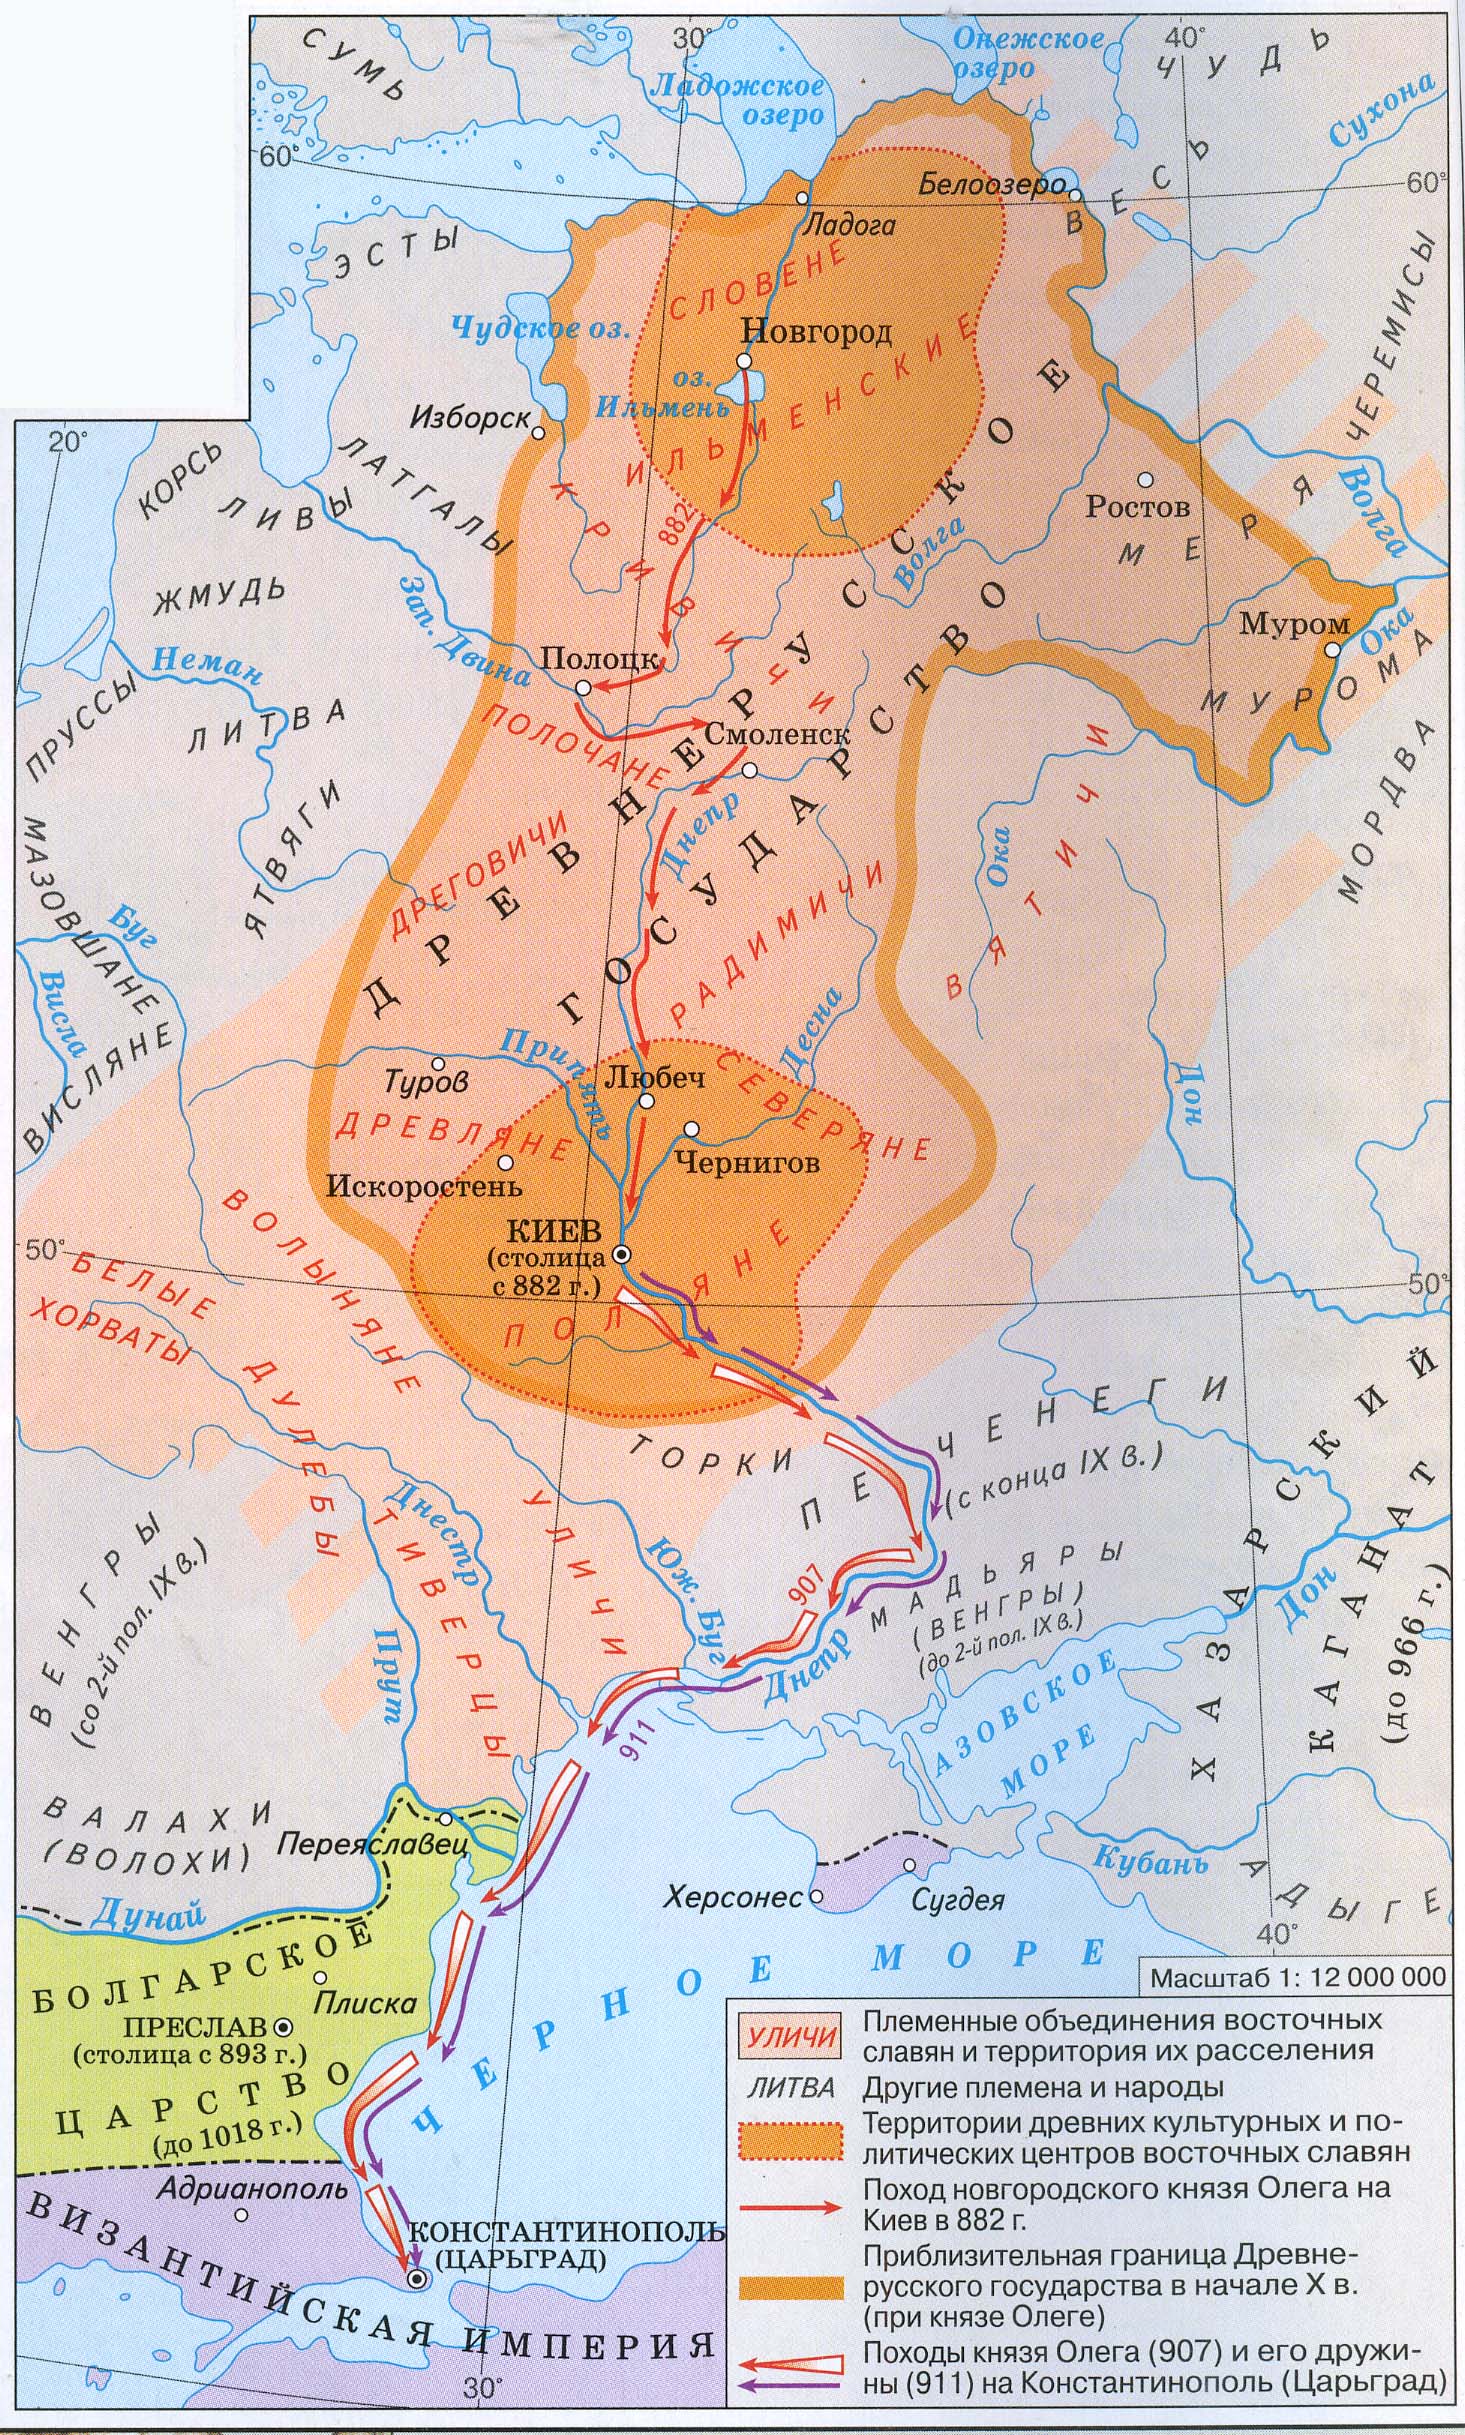 СУМЬ
30°
Ладожское
озеро
Онежское
озеро
40°
ЧУДЬ
Сухона
60°
60°
ВЕСЬ
Белоозеро
Ладога
ЭСТЫ
СЛОВЕНЕ
ИЛЬМЕНСКИЕ
Новгород
Чудское оз.
оз.
Ильмень
Изборск
ЧЕРЕМИСЫ
20°
КОРСЬ
ЛИВЫ
ЛАТГАЛЫ
КРИВИЧИ
882
Волга
Волга
Ростов
МЕРЯ
ЖМУДЬ
Зап. Двина
Неман
Полоцк
Муром
Ока
МУРОМА
ПРУССЫ
ЛИТВА
ПОЛОЧАНЕ
Смоленск
ДРЕВНЕРУССКОЕ
ГОСУДАРСТВО
МОРДВА
ЯТВЯГИ
ДРЕГОВИЧИ
Днепр
РАДИМИЧИ
Ока
ВЯТИЧИ
МАЗОВШАНЕ
Буг
Висла
ВИСЛЯНЕ
Припять
Туров
Любеч
Десна
СЕВЕРЯНЕ
Дон
ДРЕВЛЯНЕ
Чернигов
Искоростень
КИЕВ
(столица
с 882 г.)
ПОЛЯНЕ
50°
50°
БЕЛЫЕ
ХОРВАТЫ
ВОЛЫНЯНЕ
ДУЛЕБЫ
ТОРКИ
ПЕЧЕНЕГИ
(с конца IX в.)
Днестр
УЛИЧИ
ТИВЕРЦЫ
Юж. Буг
907
МАДЬЯРЫ
(ВЕНГРЫ)
(до 2-й пол. IX в.)
ХАЗАРСКИЙ
КАГАНАТ
(до 966 г.)
Дон
ВЕНГРЫ
(со 2-й пол. IX в.)
Прут
Днепр
911
АЗОВСКОЕ
МОРЕ
ВАЛАХИ
(ВОЛОХИ)
Переяславец
Кубань
АДЫГЕ
Херсонес
Сугдея
Дунай
40°
ЧЕРНОЕ МОРЕ
БОЛГАРСКОЕ
Плиска
ПРЕСЛАВ
(столица с 893 г.)
ЦАРСТВО
(до 1018 г.)
Адрианополь
КОНСТАНТИНОПОЛЬ
(ЦАРЬГРАД)
ВИЗАНТИЙСКАЯ ИМПЕРИЯ
30°
Масштаб 1: 12 000 000
УЛИЧИ
Племенные объединения восточных
славян и территория их расселения
ЛИТВА
Другие племена и народы
Территории древних культурных и по-
литических центров восточных славян
Поход новгородского князя Олега на
Киев в 882 г.
Приблизительная граница Древне-
русского государства в начале X в.
(при князе Олеге)
Походы князя Олега (907) и его дружи-
ны (911) на Константинополь (Царьград)